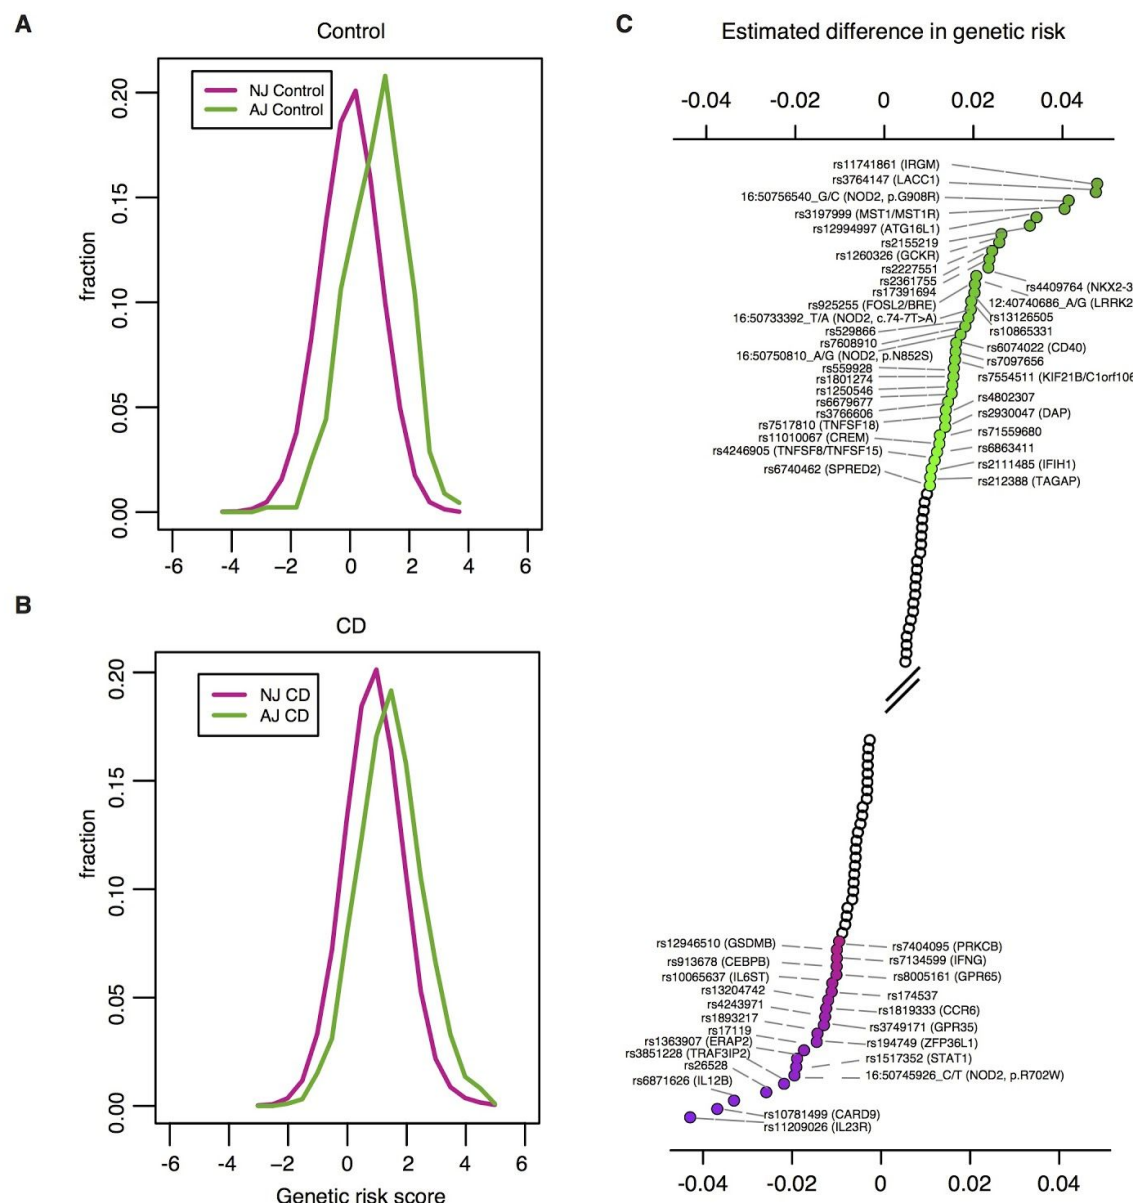 A
Control
NJ Control
AJ Control
fraction
0.20
0.15
0.10
0.05
0.00
-6 -4 −2 0 2 4 6
B
CD
NJ CD
AJ CD
fraction
0.20
0.15
0.10
0.05
0.00
-6 -4 −2 0 2 4 6
Genetic risk score
C
Estimated difference in genetic risk
-0.04 -0.02 0 0.02 0.04
rs11741861 (IRGM)
rs3764147 (LACC1)
16:50756540_G/C (NOD2, p.G908R)
rs3197999 (MST1/MST1R)
rs12994997 (ATG16L1)
rs2155219
rs1260326 (GCKR)
rs2227551
rs2361755
rs17391694
rs925255 (FOSL2/BRE)
16:50733392_T/A (NOD2, c.74-7T>A)
rs529866
rs7608910
16:50750810_A/G (NOD2, p.N852S)
rs559928
rs1801274
rs1250546
rs6679677
rs3766606
rs7517810 (TNFSF18)
rs11010067 (CREM)
rs4246905 (TNFSF8/TNFSF15)
rs6740462 (SPRED2)
rs4409764 (NKX2-3
12:40740686_A/G (LRRK2
rs13126505
rs10865331
rs6074022 (CD40)
rs7097656
rs7554511 (KIF21B/C1orf106
rs4802307
rs2930047 (DAP)
rs71559680
rs6863411
rs2111485 (IFIH1)
rs212388 (TAGAP)
rs12946510 (GSDMB)
rs913678 (CEBPB)
rs10065637 (IL6ST)
rs13204742
rs4243971
rs1893217
rs17119
rs1363907 (ERAP2)
rs3851228 (TRAF3IP2)
rs26528
rs6871626 (IL12B)
rs7404095 (PRKCB)
rs7134599 (IFNG)
rs8005161 (GPR65)
rs174537
rs1819333 (CCR6)
rs3749171 (GPR35)
rs194749 (ZFP36L1)
rs1517352 (STAT1)
16:50745926_C/T (NOD2, p.R702W)
rs10781499 (CARD9)
rs11209026 (IL23R)
-0.04 -0.02 0 0.02 0.04